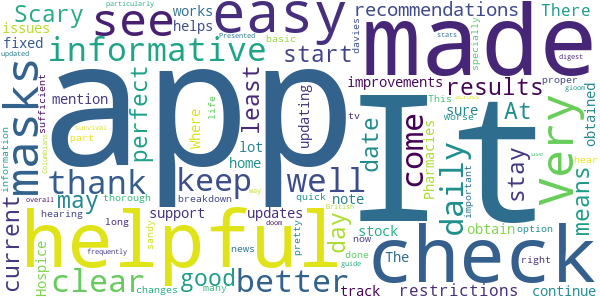 particularly
Scary
see
works
helps
There
easy
recommendations
made
issues
davies
stats
specially
fixed
updated
basic
Presented
digest
informative
start
improvements
proper
masks
sufficient
mention
perfect
least
app
updating
tv
results
It
At
sure
This
means
obtained
information
thank
Colombians
survival
part
lot
home
Where
life
keep
well
date
come
worse
Pharmacies
daily
important
stay
Very
hear
use
may
thorough
breakdown
quick
note
current
overall
hearing
long
support
updates
day
British
pretty
stock
The
obtain
option
gloom
helpful
check
Hospice
clear
changes
many
sandy
good
news
doom
better
done
guide
now
track
restrictions
right
continue
frequently